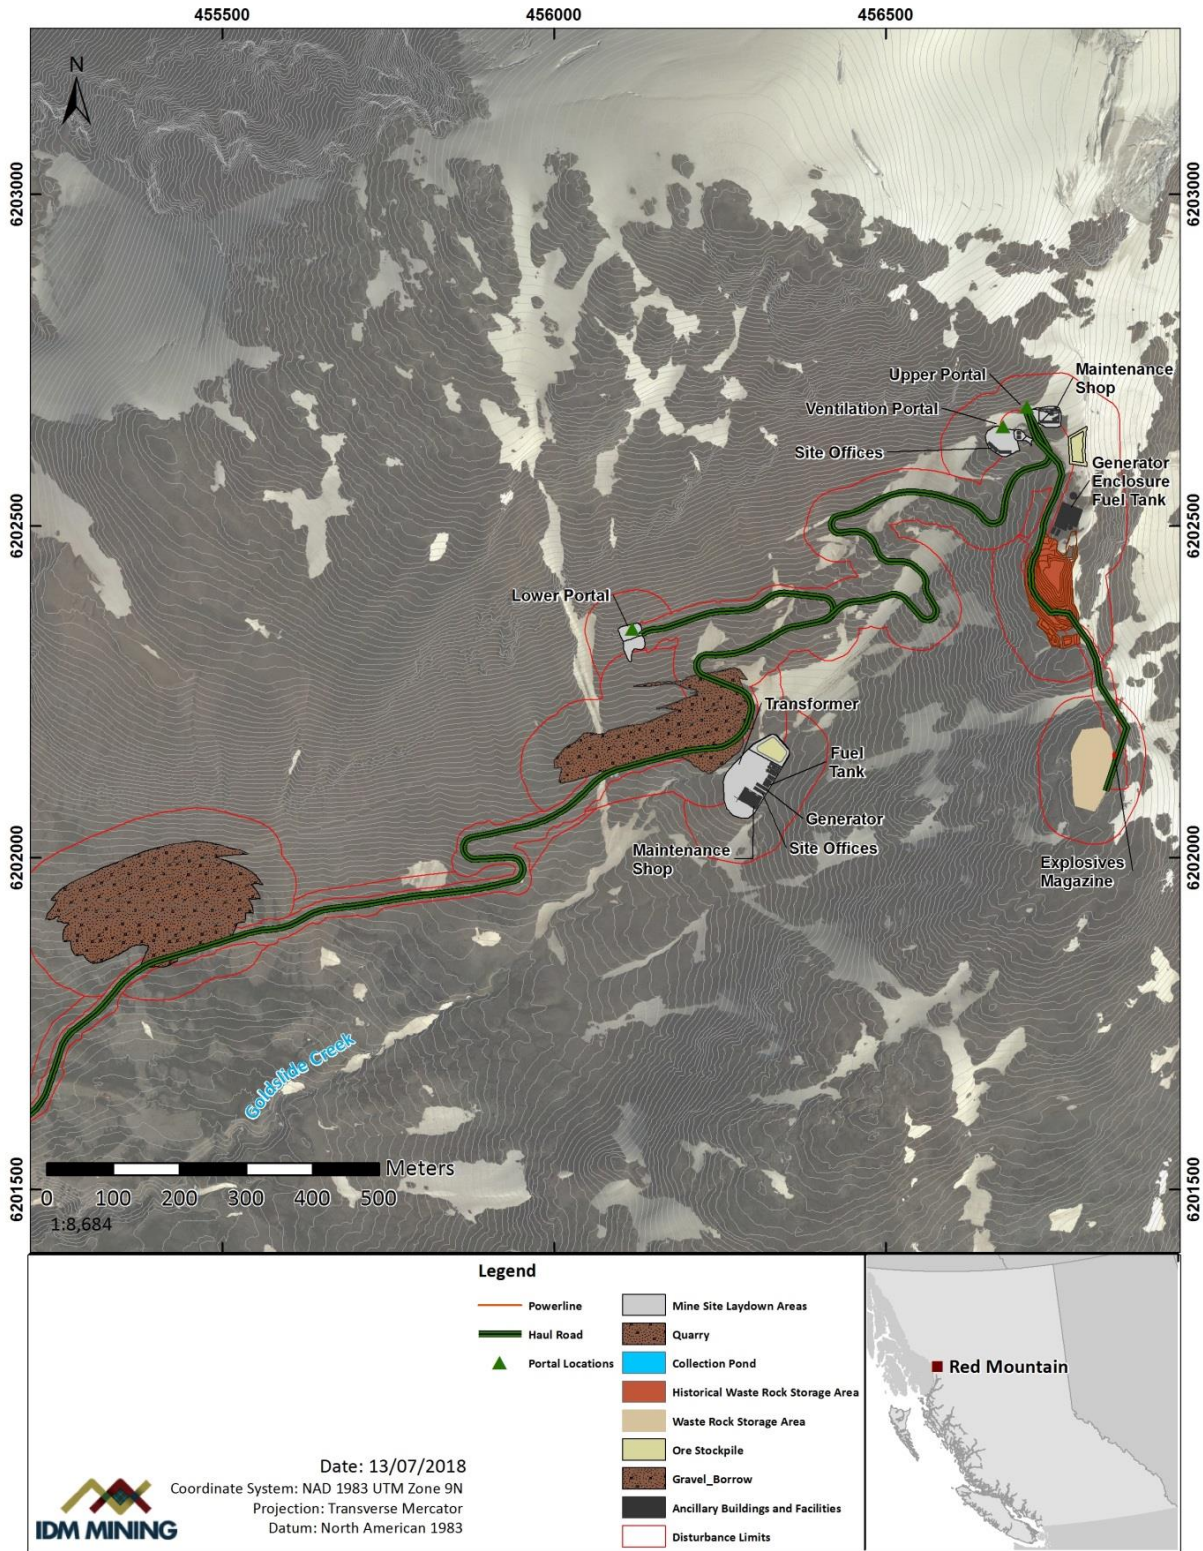 455500
456000
456500
N
6203000
6203000
Upper Portal
Maintenance
Shop
Ventilation Portal
Site Offices
Generator
Enclosure
Fuel Tank
6202500
6202500
Lower Portal
Transformer
Fuel
Tank
Generator
Site Offices
Maintenance
Shop
Explosives
Magazine
6202000
6202000
Goldslide Creek
Meters
0 100 200 300 400 500
1:8,684
6201500
6201500
Legend
Powerline
Haul Road
Portal Locations
Mine Site Laydown Areas
Quarry
Collection Pond
Historical Waste Rock Storage Area
Waste Rock Storage Area
Ore Stockpile
Gravel_Borrow
Ancillary Buildings and Facilities
Disturbance Limits
Red Mountain
IDM MINING
Date: 13/07/2018
Coordinate System: NAD 1983 UTM Zone 9N
Projection: Transverse Mercator
Datum: North American 1983